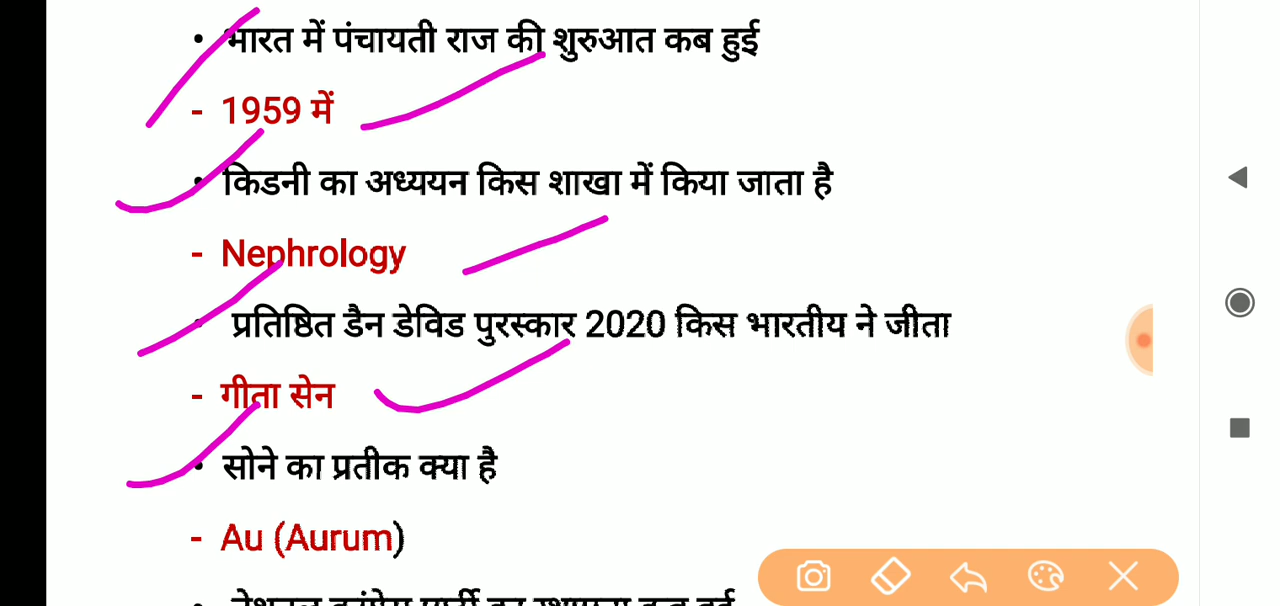 • भारत में पंचायती राज की शुरुआत कब हुई
- 1959 में
• किडनी का अध्ययन किस शाखा में किया जाता है
- Nephrology
• प्रतिष्ठित डैन डेविड पुरस्कार 2020 किस भारतीय ने जीता
- गीता सेन
• सोने का प्रतीक क्या है
- Au (Aurum)